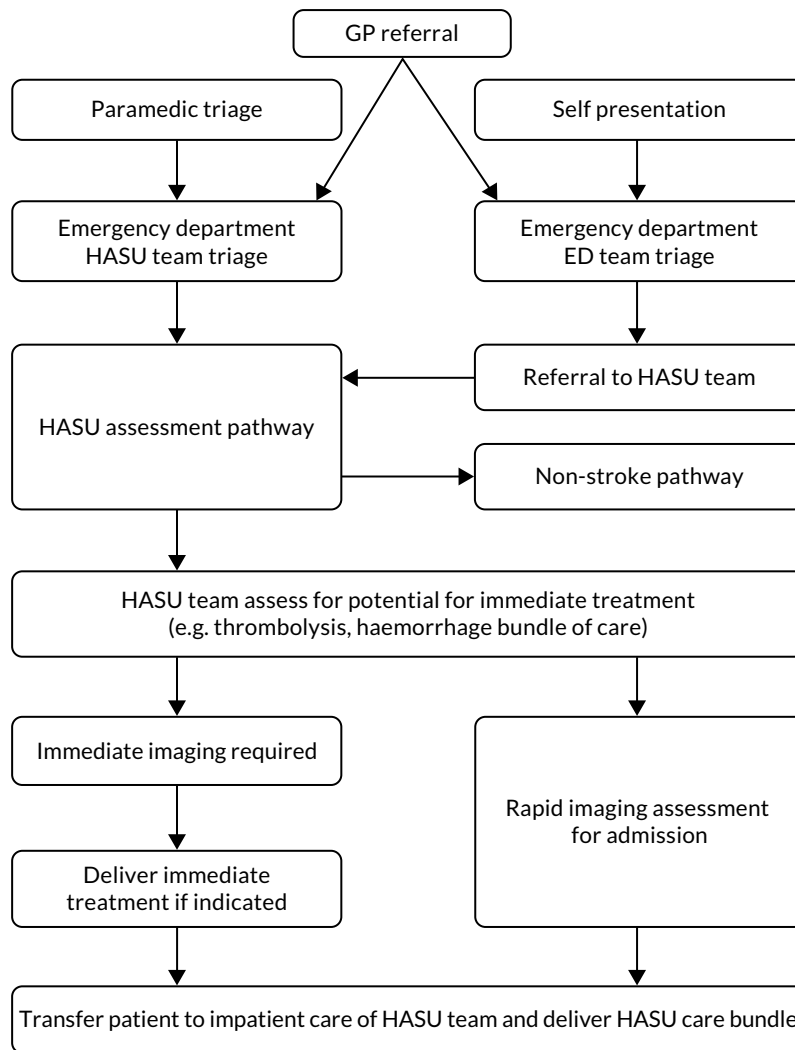 GP referral
Paramedic triage
Self presentation
Emergency department
HASU team triage
Emergency department
ED team triage
HASU assessment pathway
Referral to HASU team
Non-stroke pathway
HASU team assess for potential for immediate treatment
(e.g. thrombolysis, haemorrhage bundle of care)
Immediate imaging required
Rapid imaging assessment
for admission
Deliver immediate
treatment if indicated
Transfer patient to impatient care of HASU team and deliver HASU care bundle